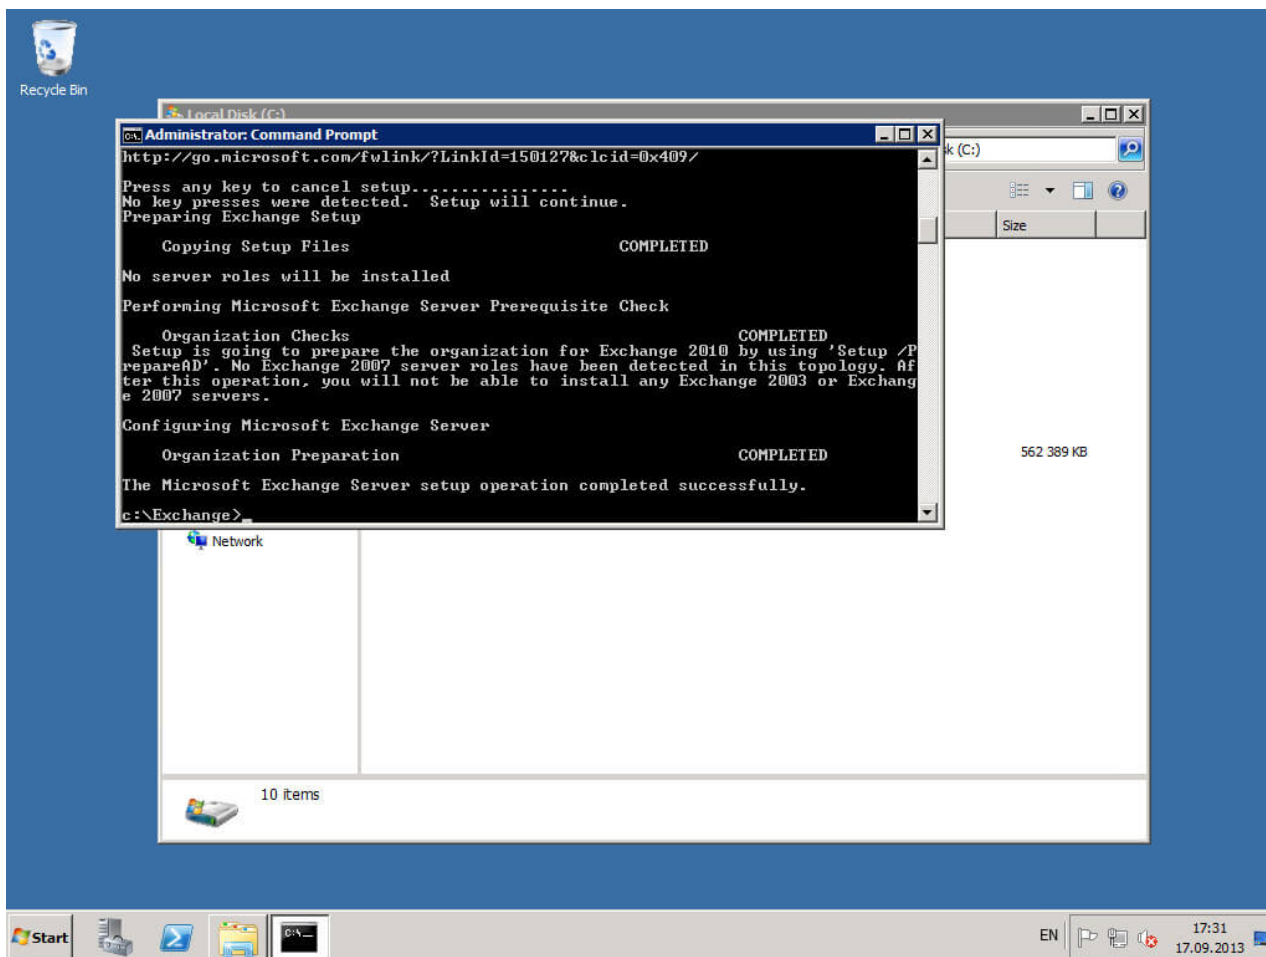 Recycle Bin
Local Disk (C:)
Administrator: Command Prompt
k (C:)
http://go.microsoft.com/fwlink/?LinkId=150127&clcid=0x409/
Press any key to cancel setup................
No key presses were detected.  Setup will continue.
Preparing Exchange Setup
Copying Setup Files COMPLETED
No server roles will be installed
Performing Microsoft Exchange Server Prerequisite Check
Organization Checks COMPLETED
Setup is going to prepare the organization for Exchange 2010 by using 'Setup /P
repareAD'. No Exchange 2007 server roles have been detected in this topology. Af
ter this operation, you will not be able to install any Exchange 2003 or Exchang
e 2007 servers.
Configuring Microsoft Exchange Server
Organization Preparation COMPLETED
The Microsoft Exchange Server setup operation completed successfully.
c:\Exchange>_
Size
562 389 KB
Network
10 items
Start
C:\_
EN
17:31
17.09.2013